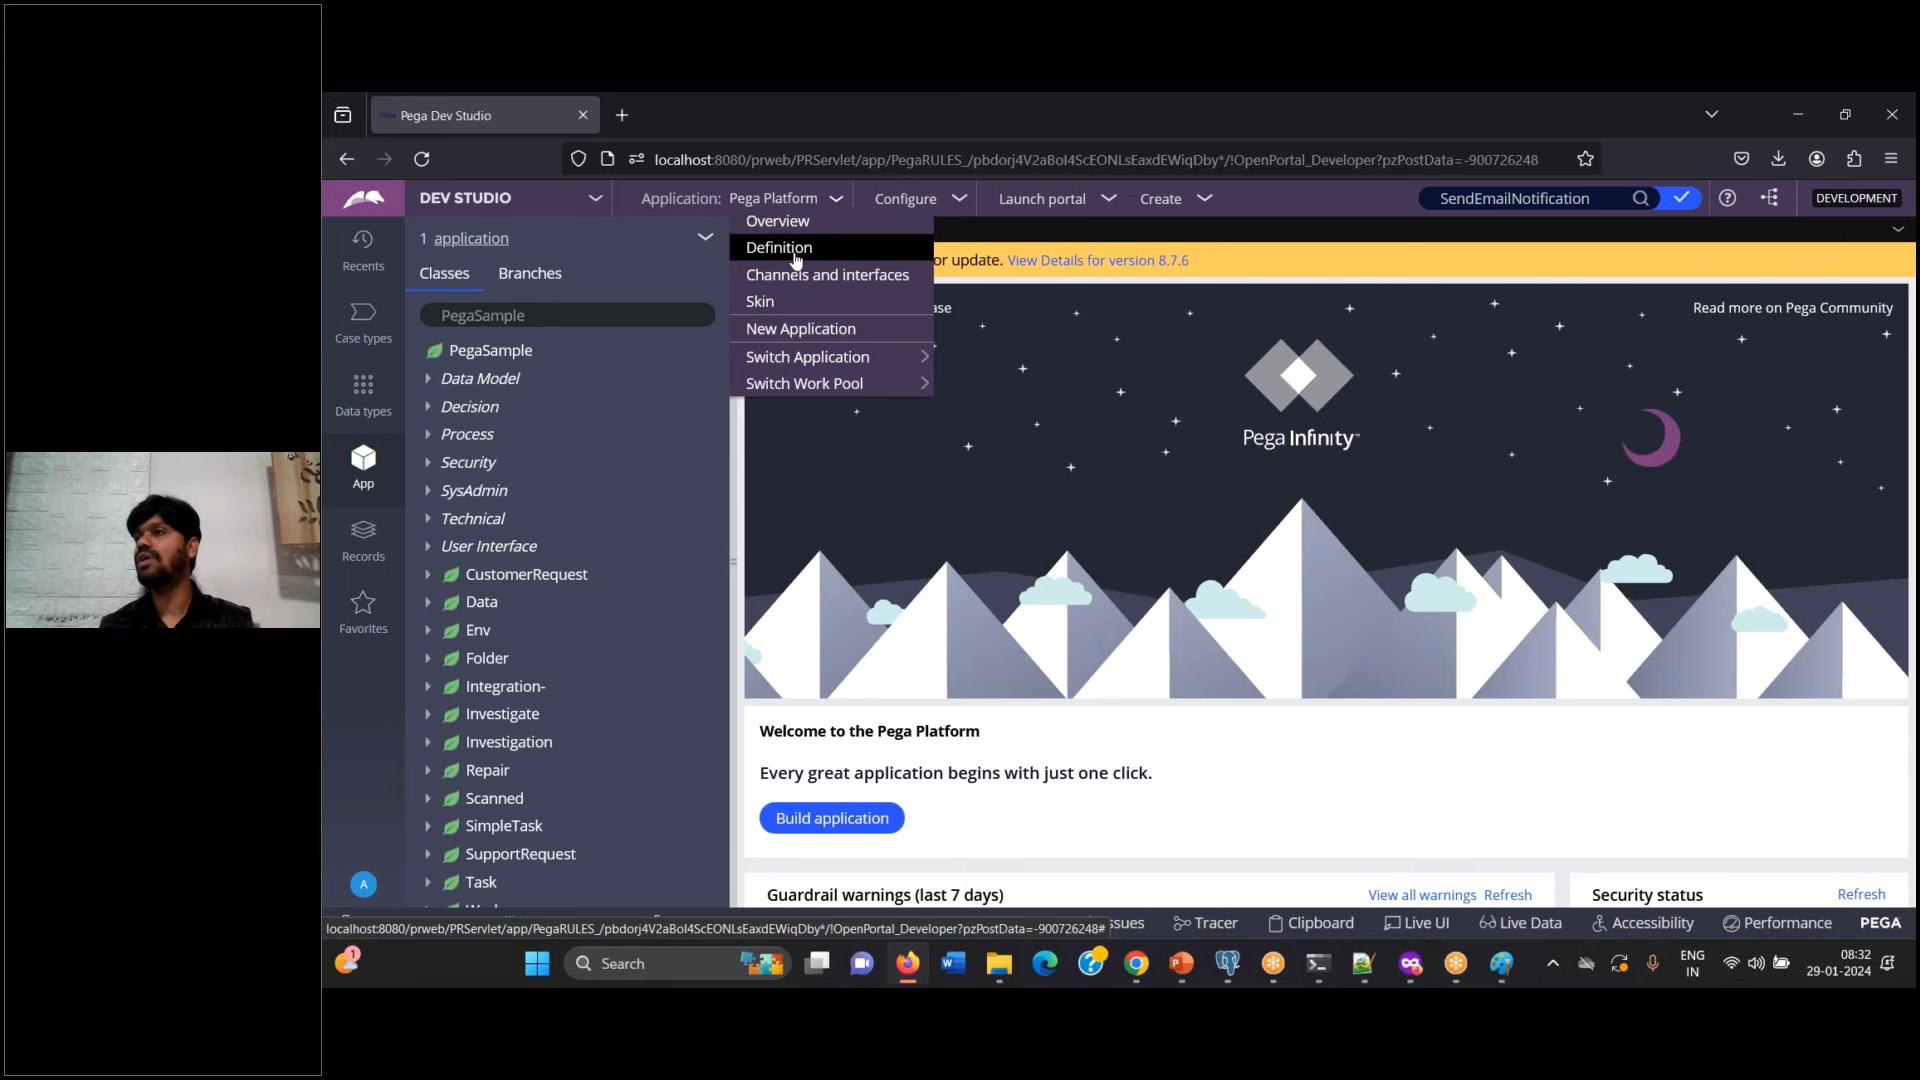 Pega Dev Studio
localhost:8080/prweb/PRServlet/app/PegaRULES_/pbdorj4V2aBoI4ScEONLsEaxdEWiqDby*/!OpenPortal_Developer?pzPostData=-900726248
DEV STUDIO
Application: Pega Platform
Configure
Launch portal
Create
SendEmailNotification
DEVELOPMENT
Overview
Definition
Channels and interfaces
Skin
New Application
Switch Application
Switch Work Pool
or update. View Details for version 8.7.6
Recents
Case types
Data types
App
Records
Favorites
A
1 application
Classes Branches
PegaSample
PegaSample
Data Model
Decision
Process
Security
SysAdmin
Technical
User Interface
CustomerRequest
Data
Env
Folder
Integration-
Investigate
Investigation
Repair
Scanned
SimpleTask
SupportRequest
Task
ase
Read more on Pega Community
Pega Infinity™
Welcome to the Pega Platform
Every great application begins with just one click.
Build application
Guardrail warnings (last 7 days)
View all warnings Refresh
Security status
Refresh
localhost:8080/prweb/PRServlet/app/PegaRULES_/pbdorj4V2aBoI4ScEONLsEaxdEWiqDby*/!OpenPortal_Developer?pzPostData=-900726248#
ssues
Tracer
Clipboard
Live UI
Live Data
Accessibility
Performance
PEGA
1
Search
ENG
IN
08:32
29-01-2024